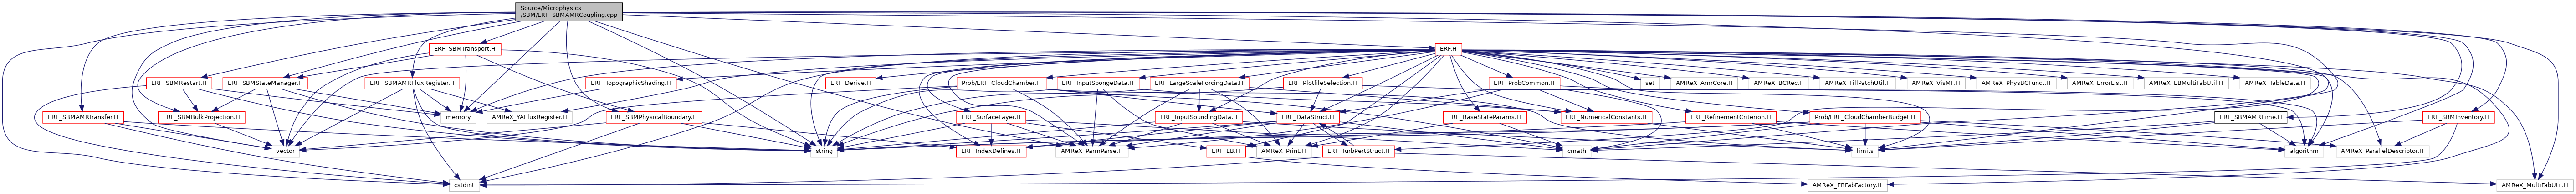 Source/Microphysics
/SBM/ERF_SBMAMRCoupling.cpp
ERF_SBMTransport.H
ERF.H
ERF_SBMRestart.H
ERF_SBMStateManager.H
ERF_SBMAMRFluxRegister.H
ERF_TopographicShading.H
ERF_Derive.H
Prob/ERF_CloudChamber.H
ERF_InputSpongeData.H
ERF_LargeScaleForcingData.H
ERF_PlotfileSelection.H
ERF_ProbCommon.H
set
AMReX_AmrCore.H
AMReX_BCRec.H
AMReX_FillPatchUtil.H
AMReX_VisMF.H
AMReX_PhysBCFunct.H
AMReX_ErrorList.H
AMReX_EBMultiFabUtil.H
AMReX_TableData.H
ERF_SBMAMRTransfer.H
ERF_SBMBulkProjection.H
memory
AMReX_YAFluxRegister.H
ERF_SBMPhysicalBoundary.H
ERF_SurfaceLayer.H
ERF_InputSoundingData.H
ERF_DataStruct.H
ERF_BaseStateParams.H
ERF_NumericalConstants.H
ERF_RefinementCriterion.H
Prob/ERF_CloudChamberBudget.H
ERF_SBMAMRTime.H
ERF_SBMInventory.H
vector
string
ERF_IndexDefines.H
AMReX_ParmParse.H
ERF_EB.H
AMReX_Print.H
ERF_TurbPertStruct.H
cmath
limits
algorithm
AMReX_ParallelDescriptor.H
cstdint
AMReX_EBFabFactory.H
AMReX_MultiFabUtil.H